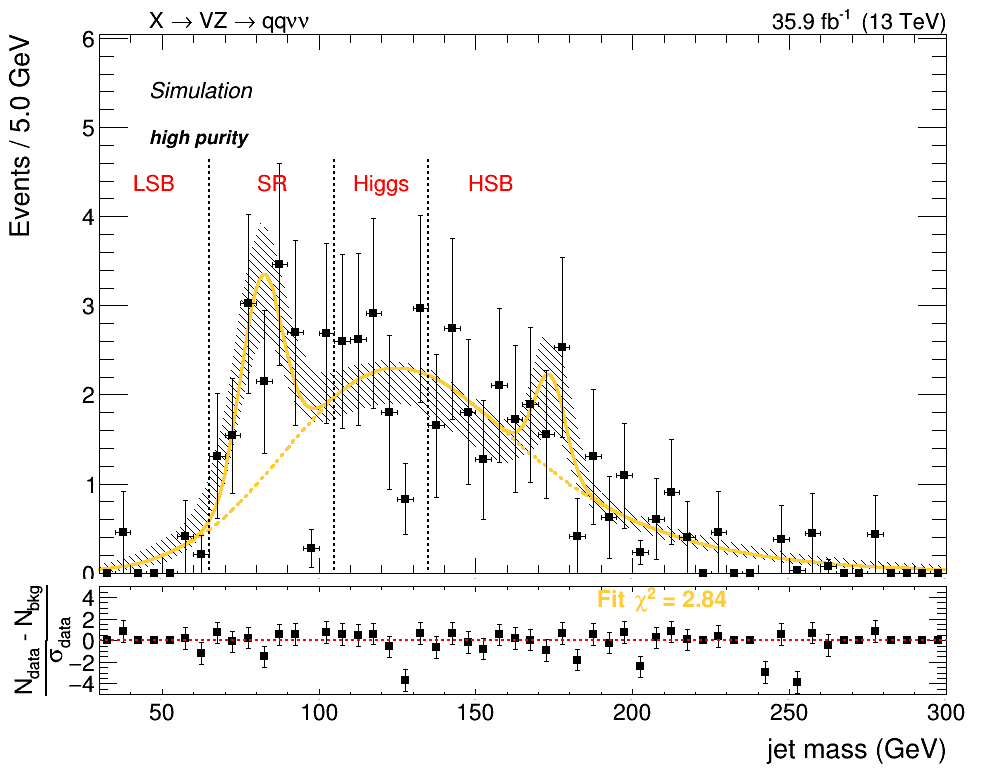 X → VZ → qqνν 35.9 fb⁻¹ (13 TeV)
Events / 5.0 GeV
6
5
4
3
2
1
0
Simulation
high purity
LSB SR Higgs HSB
N_data - N_bkg
σ_data
4
2
0
−2
−4
Fit χ² = 2.84
50 100 150 200 250 300
jet mass (GeV)